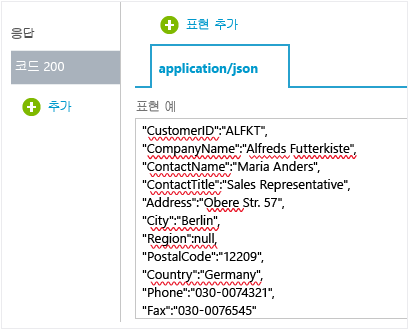 응답
코드 200
추가
표현 추가
application/json
표현 예
"CustomerID":"ALFKT",
"CompanyName":"Alfreds Futterkiste",
"ContactName":"Maria Anders",
"ContactTitle":"Sales Representative",
"Address":"Obere Str. 57",
"City":"Berlin",
"Region":null,
"PostalCode":"12209",
"Country":"Germany",
"Phone":"030-0074321",
"Fax":"030-0076545"